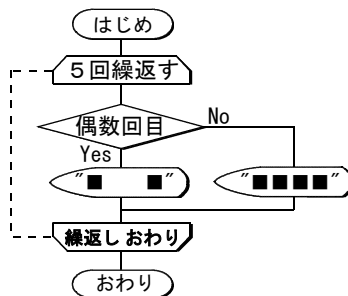 はじめ
５回繰返す
偶数回目
No
Yes
"■　　■"
"■■■■"
繰返し おわり
おわり